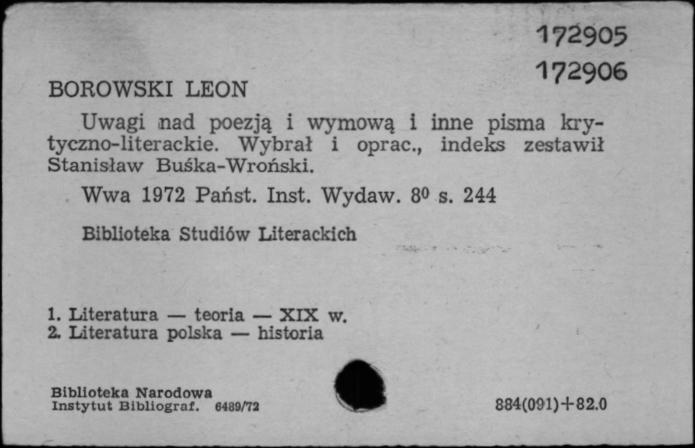 172905
172906
BOROWSKI LEON
Uwagi nad poezją i wymową i inne pisma kry-
tyczno-literackie. Wybrał i oprac., indeks zestawił
Stanisław Buśka-Wroński.
Wwa 1972 Państ. Inst. Wydaw. 8⁰ s. 244
Biblioteka Studiów Literackich
1. Literatura — teoria — XIX w.
2. Literatura polska — historia
Biblioteka Narodowa
Instytut Bibliograf. 6489/72
884(091)+82.0